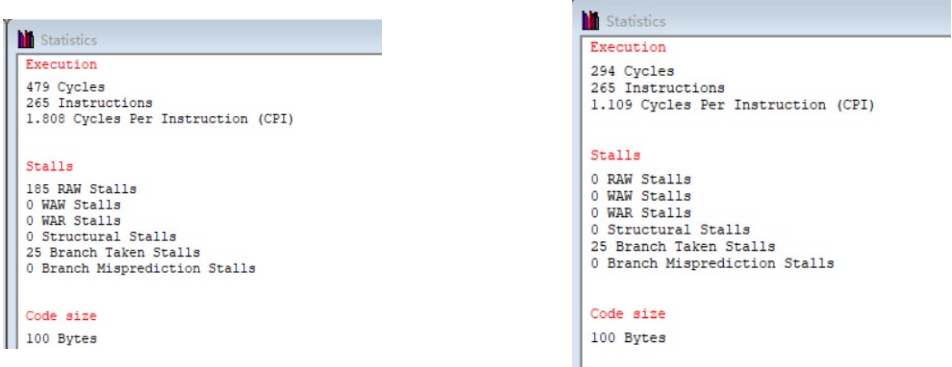 Statistics
Execution
479 Cycles
265 Instructions
1.808 Cycles Per Instruction (CPI)
Stalls
185 RAW Stalls
0 WAW Stalls
0 WAR Stalls
0 Structural Stalls
25 Branch Taken Stalls
0 Branch Misprediction Stalls
Code size
100 Bytes
Statistics
Execution
294 Cycles
265 Instructions
1.109 Cycles Per Instruction (CPI)
Stalls
0 RAW Stalls
0 WAW Stalls
0 WAR Stalls
0 Structural Stalls
25 Branch Taken Stalls
0 Branch Misprediction Stalls
Code size
100 Bytes